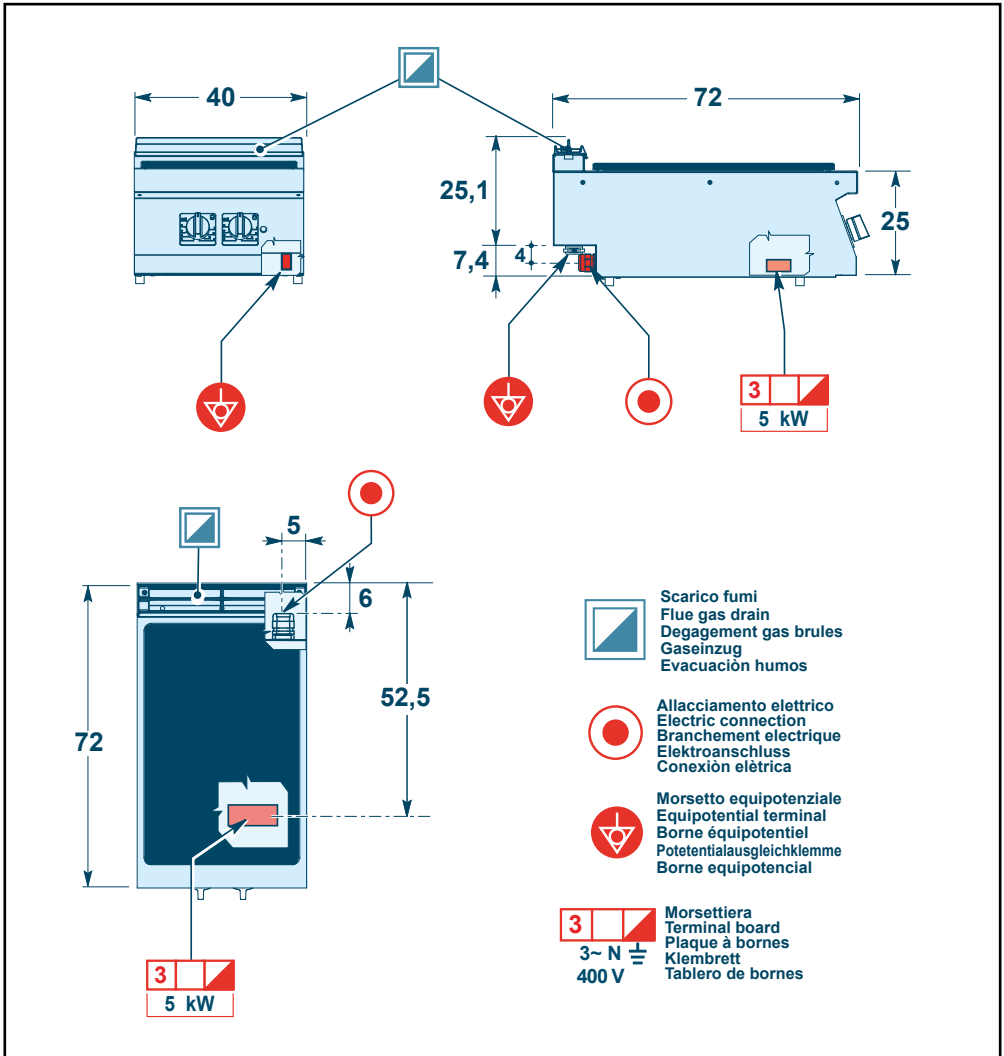 40
72
25,1
7,4
4
25
3
5 kW
5
6
52,5
72
3
5 kW
Scarico fumi
Flue gas drain
Degagement gas brules
Gaseinzug
Evacuaciòn humos
Allacciamento elettrico
Electric connection
Branchement electrique
Elektroanschluss
Conexiòn elètrica
Morsetto equipotenziale
Equipotential terminal
Borne équipotentiel
Potetentialausgleichklemme
Borne equipotencial
3
3~ N
400 V
Morsettiera
Terminal board
Plaque à bornes
Klembrett
Tablero de bornes